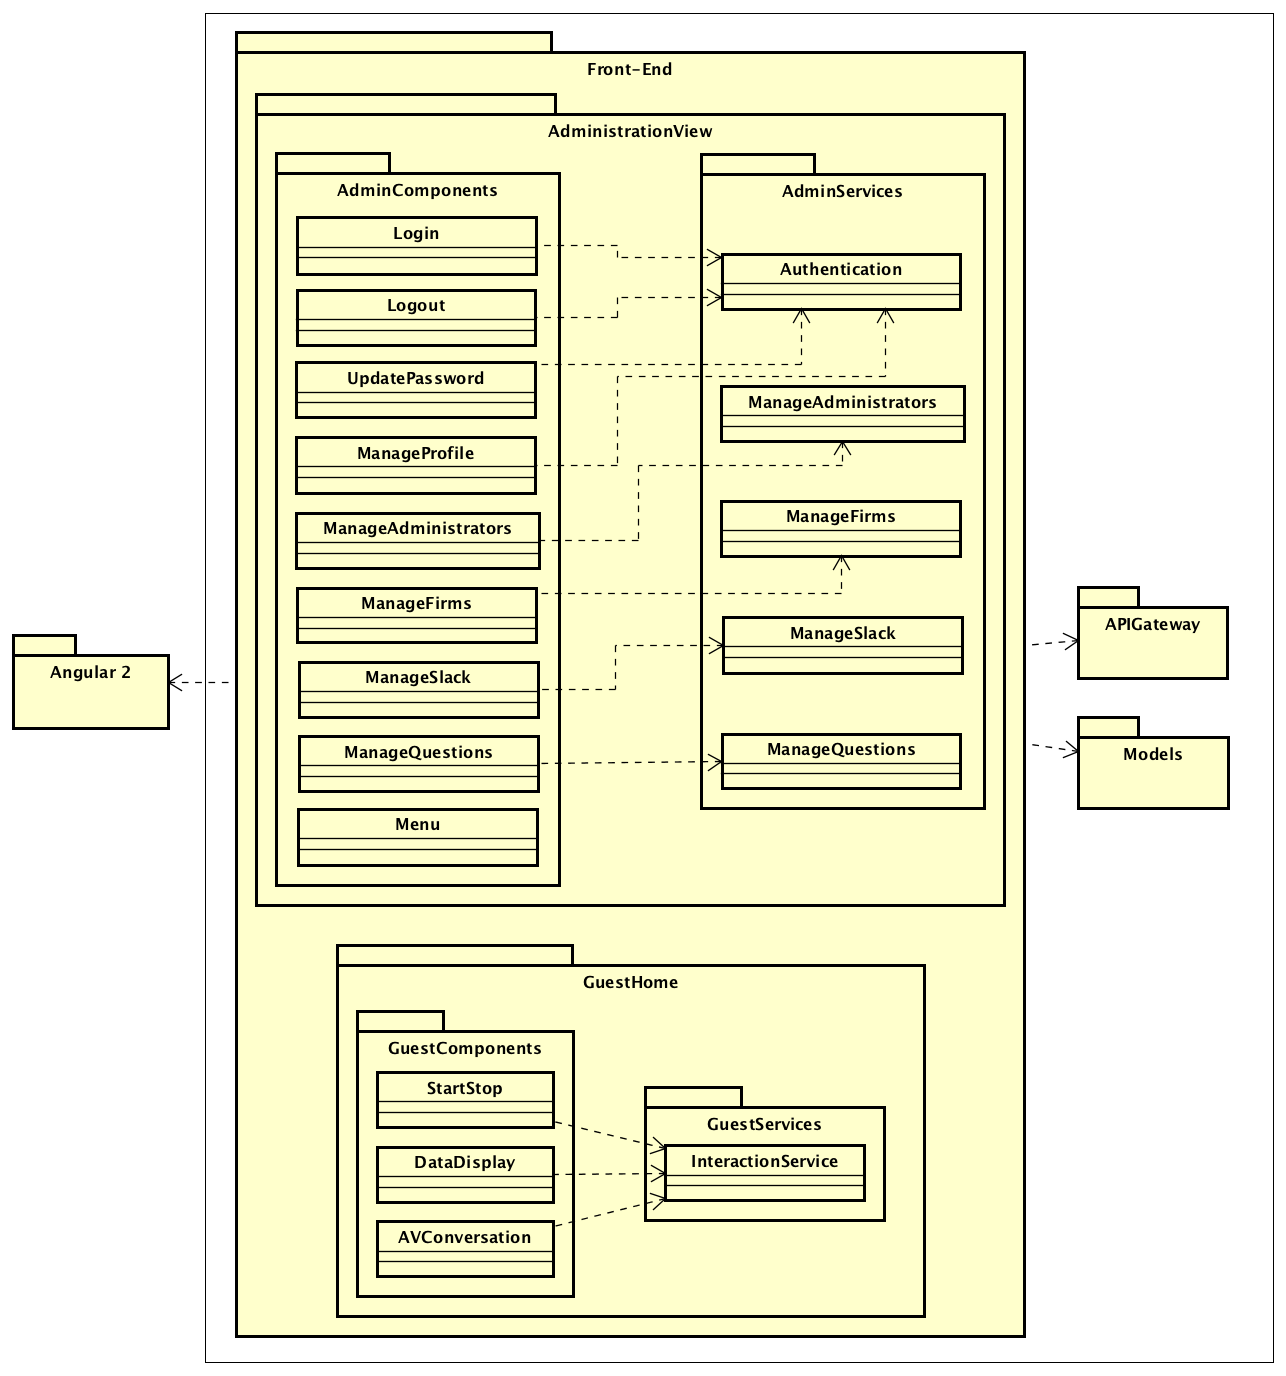 Front-End
AdministrationView
AdminComponents
Login
Logout
UpdatePassword
ManageProfile
ManageAdministrators
ManageFirms
ManageSlack
ManageQuestions
Menu
AdminServices
Authentication
ManageAdministrators
ManageFirms
ManageSlack
ManageQuestions
Angular 2
APIGateway
Models
GuestHome
GuestComponents
StartStop
DataDisplay
AVConversation
GuestServices
InteractionService